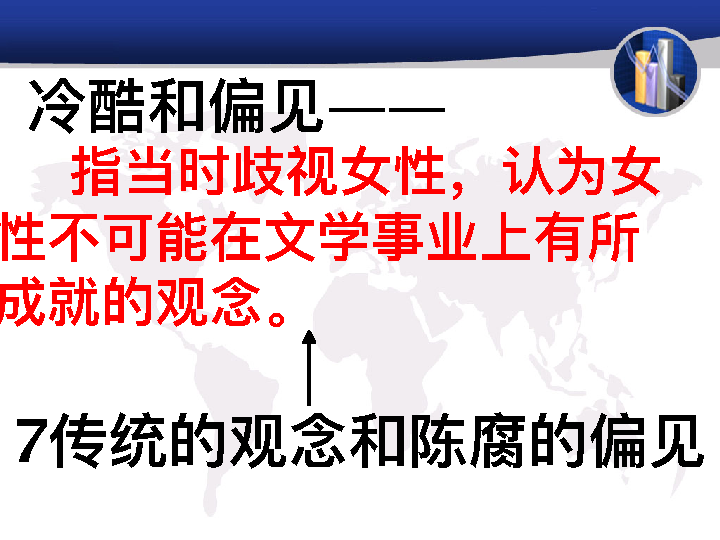 冷酷和偏见——
指当时歧视女性，认为女
性不可能在文学事业上有所
成就的观念。
7传统的观念和陈腐的偏见